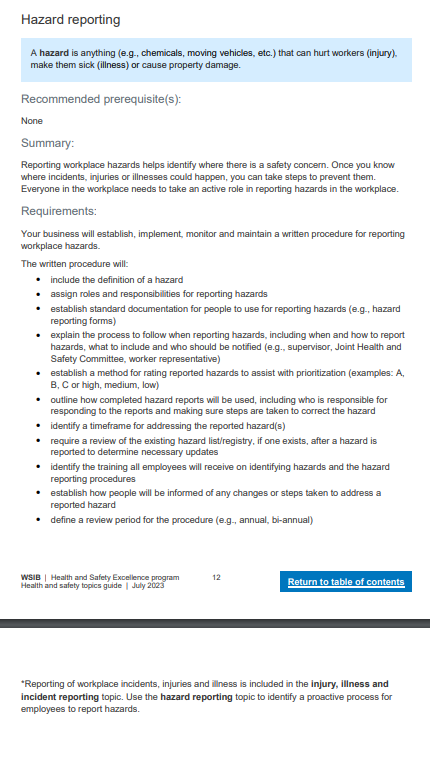 Hazard reporting
A hazard is anything (e.g., chemicals, moving vehicles, etc.) that can hurt workers (injury),
make them sick (illness) or cause property damage.
Recommended prerequisite(s):
None
Summary:
Reporting workplace hazards helps identify where there is a safety concern. Once you know
where incidents, injuries or illnesses could happen, you can take steps to prevent them.
Everyone in the workplace needs to take an active role in reporting hazards in the workplace.
Requirements:
Your business will establish, implement, monitor and maintain a written procedure for reporting
workplace hazards.
The written procedure will:
• include the definition of a hazard
• assign roles and responsibilities for reporting hazards
• establish standard documentation for people to use for reporting hazards (e.g., hazard
reporting forms)
• explain the process to follow when reporting hazards, including when and how to report
hazards, what to include and who should be notified (e.g., supervisor, Joint Health and
Safety Committee, worker representative)
• establish a method for rating reported hazards to assist with prioritization (examples: A,
B, C or high, medium, low)
• outline how completed hazard reports will be used, including who is responsible for
responding to the reports and making sure steps are taken to correct the hazard
• identify a timeframe for addressing the reported hazard(s)
• require a review of the existing hazard list/registry, if one exists, after a hazard is
reported to determine necessary updates
• identify the training all employees will receive on identifying hazards and the hazard
reporting procedures
• establish how people will be informed of any changes or steps taken to address a
reported hazard
• define a review period for the procedure (e.g., annual, bi-annual)
WSIB | Health and Safety Excellence program 12
Health and safety topics guide | July 2023
Return to table of contents
*Reporting of workplace incidents, injuries and illness is included in the injury, illness and
incident reporting topic. Use the hazard reporting topic to identify a proactive process for
employees to report hazards.